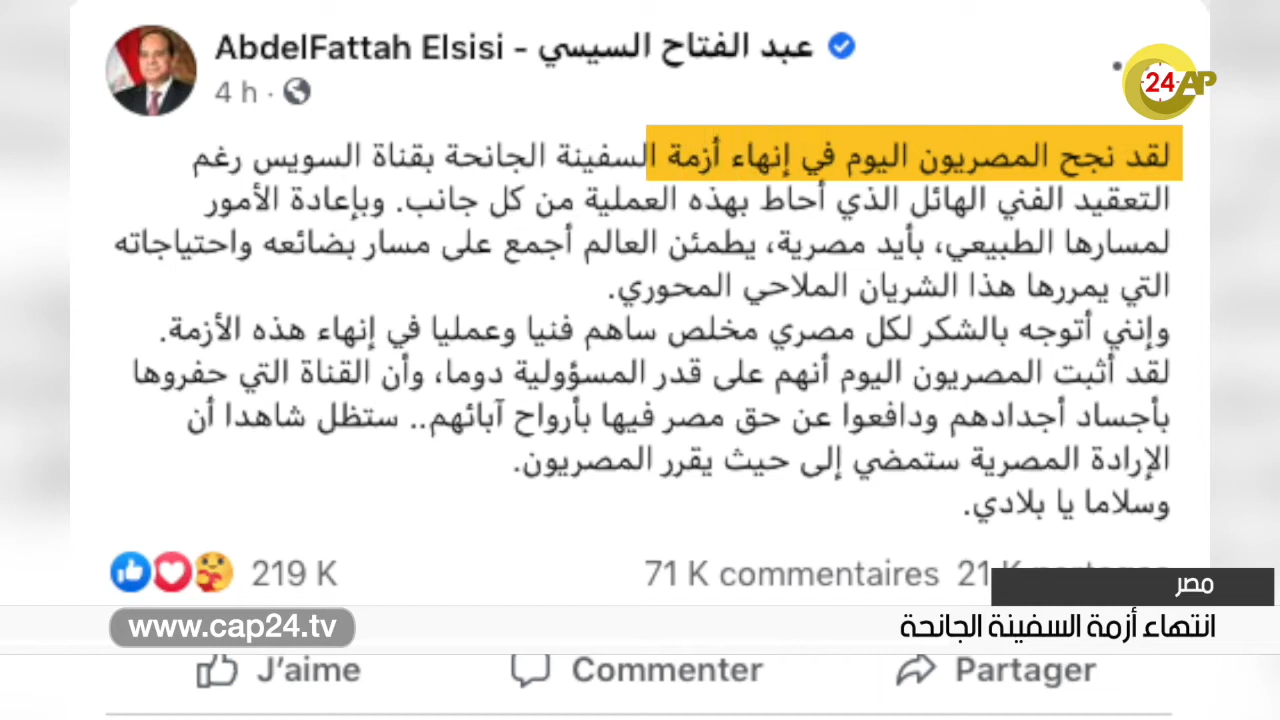 AbdelFattah Elsisi - عبد الفتاح السيسي
4 h ·
24 AP
لقد نجح المصريون اليوم في إنهاء أزمة السفينة الجانحة بقناة السويس رغم
التعقيد الفني الهائل الذي أحاط بهذه العملية من كل جانب. وبإعادة الأمور
لمسارها الطبيعي، بأيد مصرية، يطمئن العالم أجمع على مسار بضائعه واحتياجاته
التي يمررها هذا الشريان الملاحي المحوري.
وإنني أتوجه بالشكر لكل مصري مخلص ساهم فنيا وعمليا في إنهاء هذه الأزمة.
لقد أثبت المصريون اليوم أنهم على قدر المسؤولية دوما، وأن القناة التي حفروها
بأجساد أجدادهم ودافعوا عن حق مصر فيها بأرواح آبائهم.. ستظل شاهدا أن
الإرادة المصرية ستمضي إلى حيث يقرر المصريون.
وسلاما يا بلادي.
219 K
71 K commentaires
21 K
مصر
www.cap24.tv
انتهاء أزمة السفينة الجانحة
J'aime
Commenter
Partager